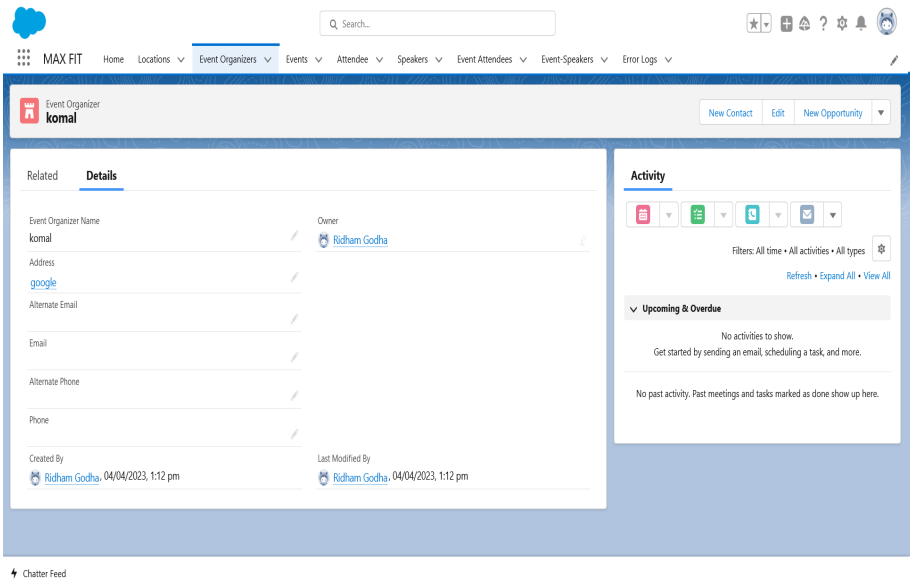 Search...
MAX FIT Home Locations Event Organizers Events Attendee Speakers Event Attendees Event-Speakers Error Logs
Event Organizer
komal
New Contact Edit New Opportunity
Related Details
Event Organizer Name
komal
Owner
Ridham Godha
Address
google
Alternate Email
Email
Alternate Phone
Phone
Created By
Ridham Godha, 04/04/2023, 1:12 pm
Last Modified By
Ridham Godha, 04/04/2023, 1:12 pm
Activity
Filters: All time • All activities • All types
Refresh • Expand All • View All
Upcoming & Overdue
No activities to show.
Get started by sending an email, scheduling a task, and more.
No past activity. Past meetings and tasks marked as done show up here.
Chatter Feed